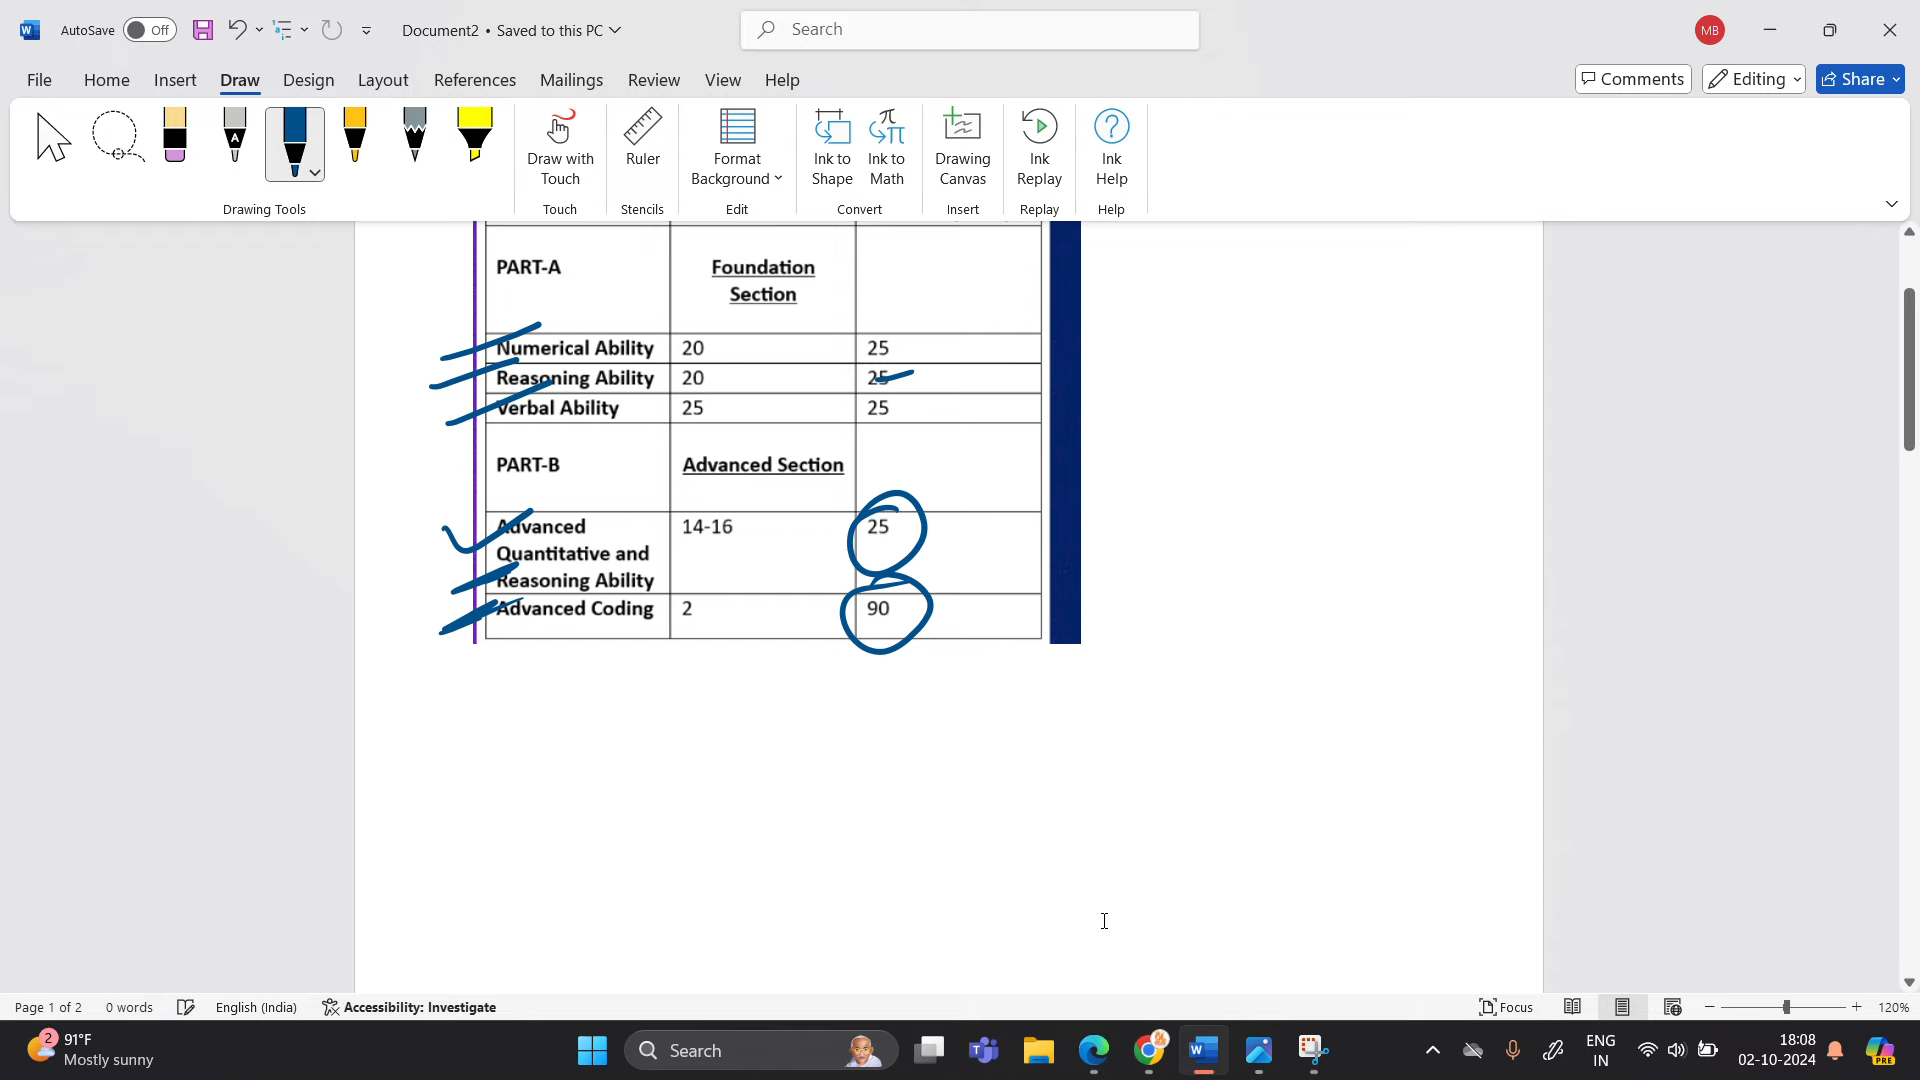 AutoSave Off Document2 • Saved to this PC Search MB
File Home Insert Draw Design Layout References Mailings Review View Help Comments Editing Share
A
Draw with Touch
Ruler
Format Background
Ink to Shape
Ink to Math
Drawing Canvas
Ink Replay
Ink Help
Drawing Tools Touch Stencils Edit Convert Insert Replay Help
PART-A Foundation
Section
Numerical Ability 20 25
Reasoning Ability 20 25
Verbal Ability 25 25
PART-B Advanced Section
Advanced 14-16 25
Quantitative and
Reasoning Ability
Advanced Coding 2 90
Page 1 of 2 0 words English (India) Accessibility: Investigate Focus 120%
2 91°F
Mostly sunny
Search
ENG
IN
18:08
02-10-2024
PRE